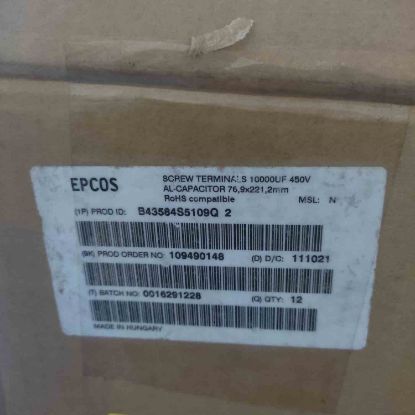 EPCOS
SCREW TERMINALS 10000UF 450V
AL-CAPACITOR 76,9x221,2mm
RoHS compatible MSL: N
(1P) PROD ID: B43564S5109Q 2
(9K) PROD ORDER NO: 109490148 (D) D/C: 111021
(T) BATCH NO: 0016291228 (Q) QTY: 12
MADE IN HUNGARY